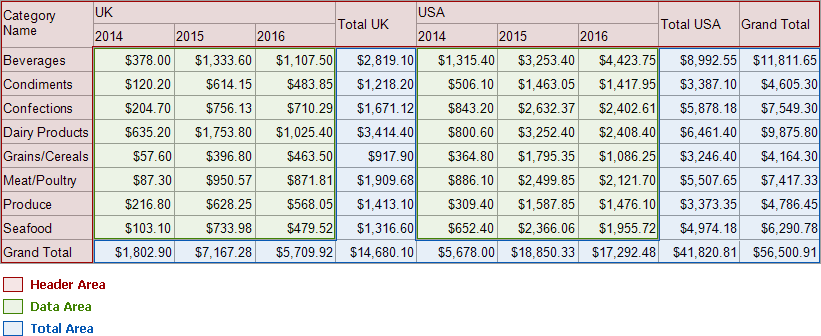 Category Name UK Total UK USA Total USA Grand Total
2014 2015 2016 2014 2015 2016
Beverages $378.00 $1,333.60 $1,107.50 $2,819.10 $1,315.40 $3,253.40 $4,423.75 $8,992.55 $11,811.65
Condiments $120.20 $614.15 $483.85 $1,218.20 $506.10 $1,463.05 $1,417.95 $3,387.10 $4,605.30
Confections $204.70 $756.13 $710.29 $1,671.12 $843.20 $2,632.37 $2,402.61 $5,878.18 $7,549.30
Dairy Products $635.20 $1,753.80 $1,025.40 $3,414.40 $800.60 $3,252.40 $2,408.40 $6,461.40 $9,875.80
Grains/Cereals $57.60 $396.80 $463.50 $917.90 $364.80 $1,795.35 $1,086.25 $3,246.40 $4,164.30
Meat/Poultry $87.30 $950.57 $871.81 $1,909.68 $886.10 $2,499.85 $2,121.70 $5,507.65 $7,417.33
Produce $216.80 $628.25 $568.05 $1,413.10 $309.40 $1,587.85 $1,476.10 $3,373.35 $4,786.45
Seafood $103.10 $733.98 $479.52 $1,316.60 $652.40 $2,366.06 $1,955.72 $4,974.18 $6,290.78
Grand Total $1,802.90 $7,167.28 $5,709.92 $14,680.10 $5,678.00 $18,850.33 $17,292.48 $41,820.81 $56,500.91
Header Area
Data Area
Total Area